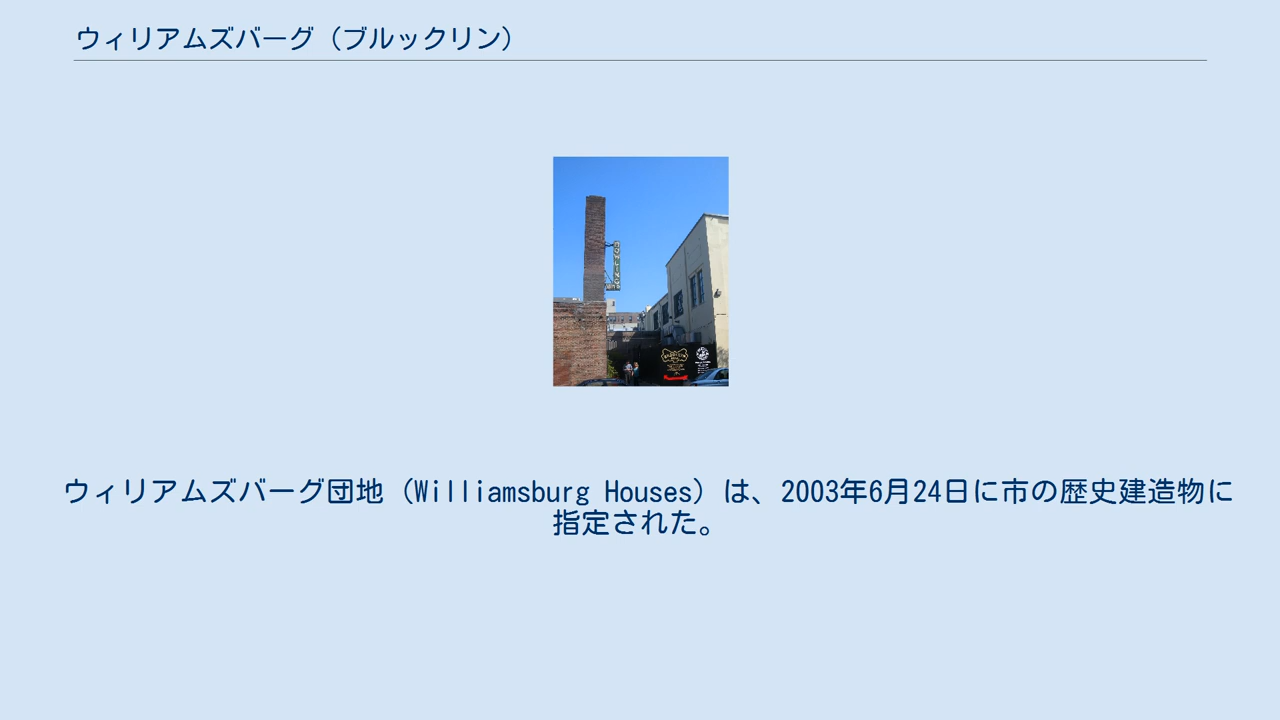 ウィリアムズバーグ（ブルックリン）
BOWLING
ウィリアムズバーグ団地（Williamsburg Houses）は、2003年6月24日に市の歴史建造物に
指定された。